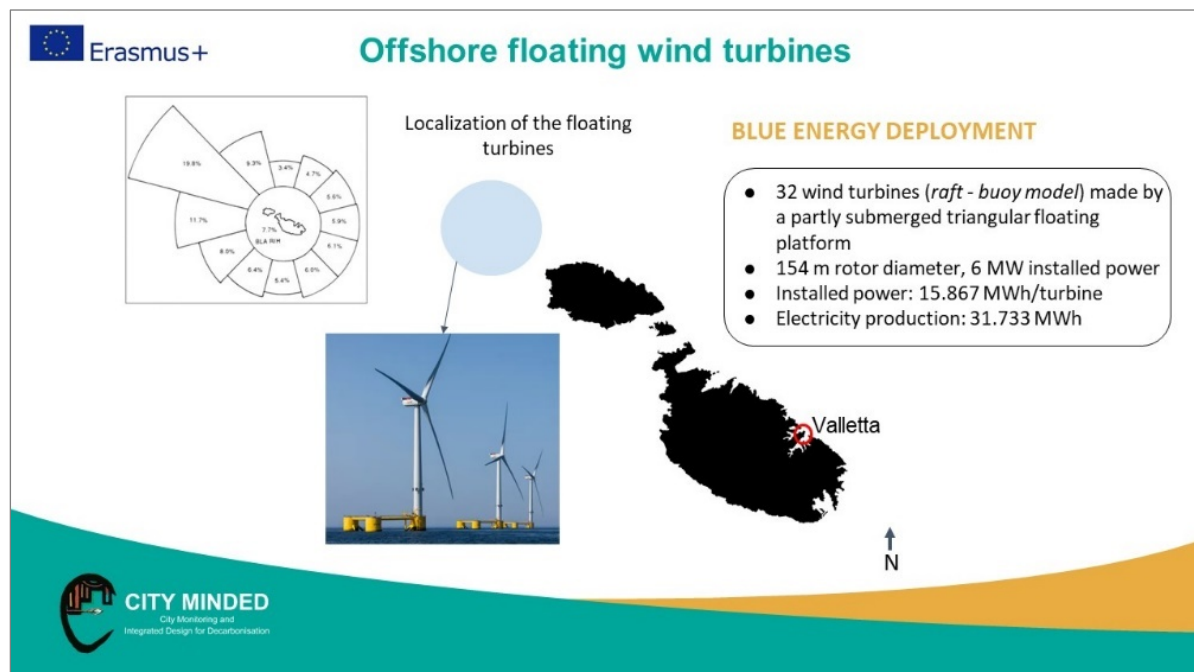 Erasmus+
Offshore floating wind turbines
19.8%
9.3%
3.4%
4.7%
5.9%
6.1%
6.0%
5.4%
6.4%
8.0%
11.7%
7.7%
Localization of the floating
turbines
BLUE ENERGY DEPLOYMENT
● 32 wind turbines (raft - buoy model) made by
a partly submerged triangular floating
platform
● 154 m rotor diameter, 6 MW installed power
● Installed power: 15.867 MWh/turbine
● Electricity production: 31.733 MWh
Valletta
N
CITY MINDED
City Monitoring and
Integrated Design for Decarbonisation